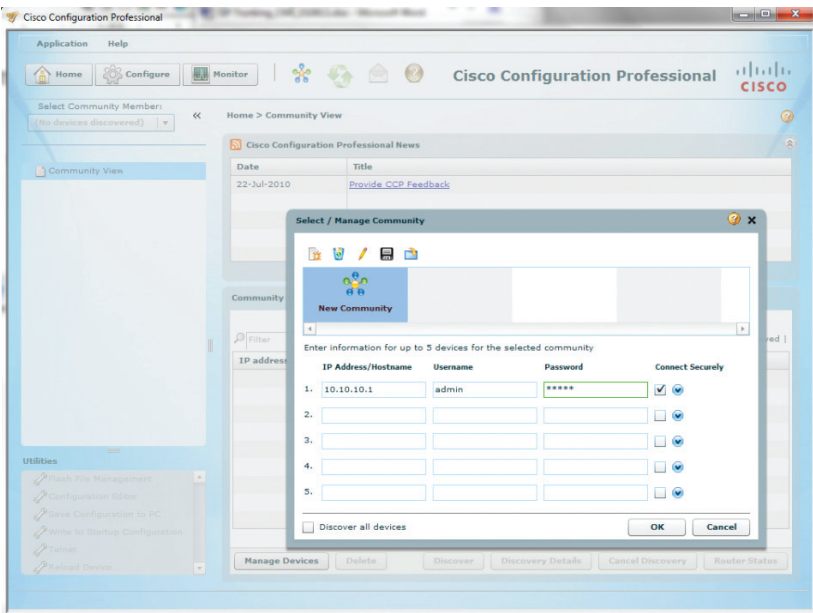 Cisco Configuration Professional
Application Help
Home Configure Monitor Cisco Configuration Professional
CISCO
Select Community Member:
(No devices discovered)
Home > Community View
Cisco Configuration Professional News
Community View
Date Title
22-Jul-2010 Provide CCP Feedback
Select / Manage Community
New Community
Community
Filter
Enter information for up to 5 devices for the selected community
IP address
IP Address/Hostname Username Password Connect Securely
1. 10.10.10.1 admin *****
2.
3.
4.
5.
Discover all devices
OK Cancel
Utilities
Flash File Management
Configuration Editor
Save Configuration to PC
Write to Startup Configuration
Telnet
Reload Device
Manage Devices Delete Discover Discovery Details Cancel Discovery Router Status